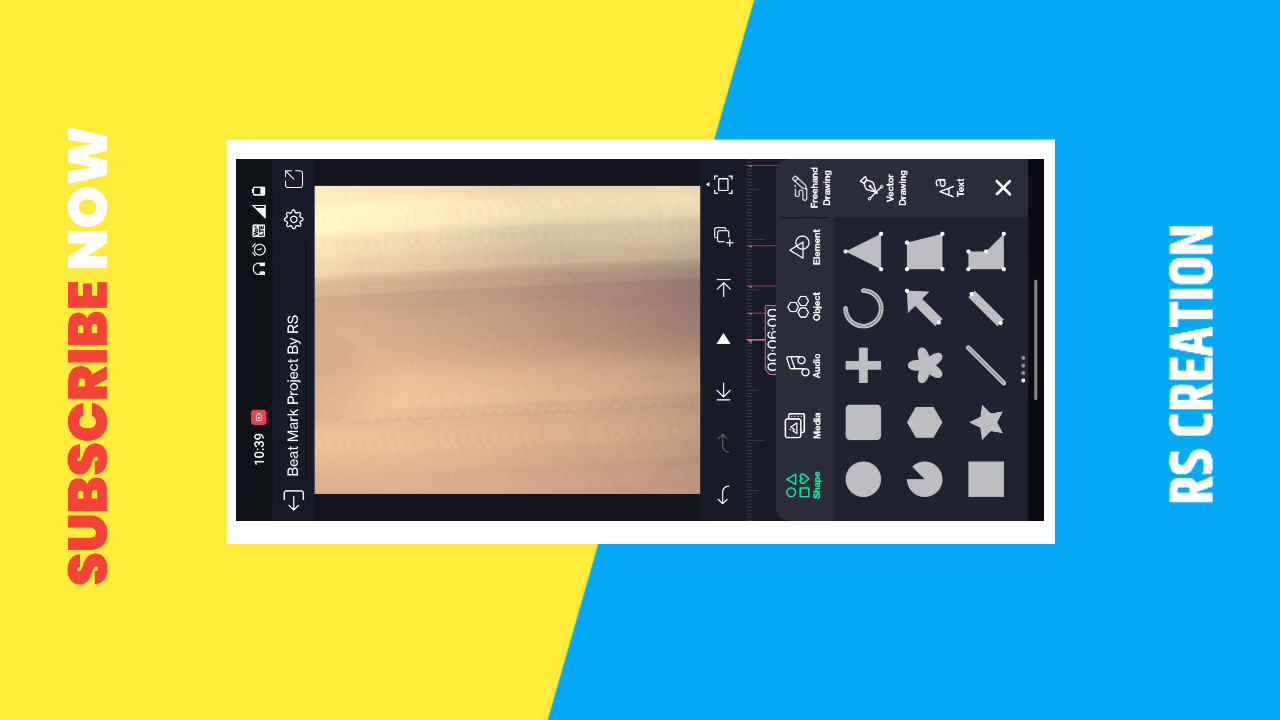 SUBSCRIBE NOW
10:39
Beat Mark Project By RS
00:06:00
Shape
Media
Audio
Object
Element
Freehand
Drawing
Vector
Drawing
Text
RS CREATION